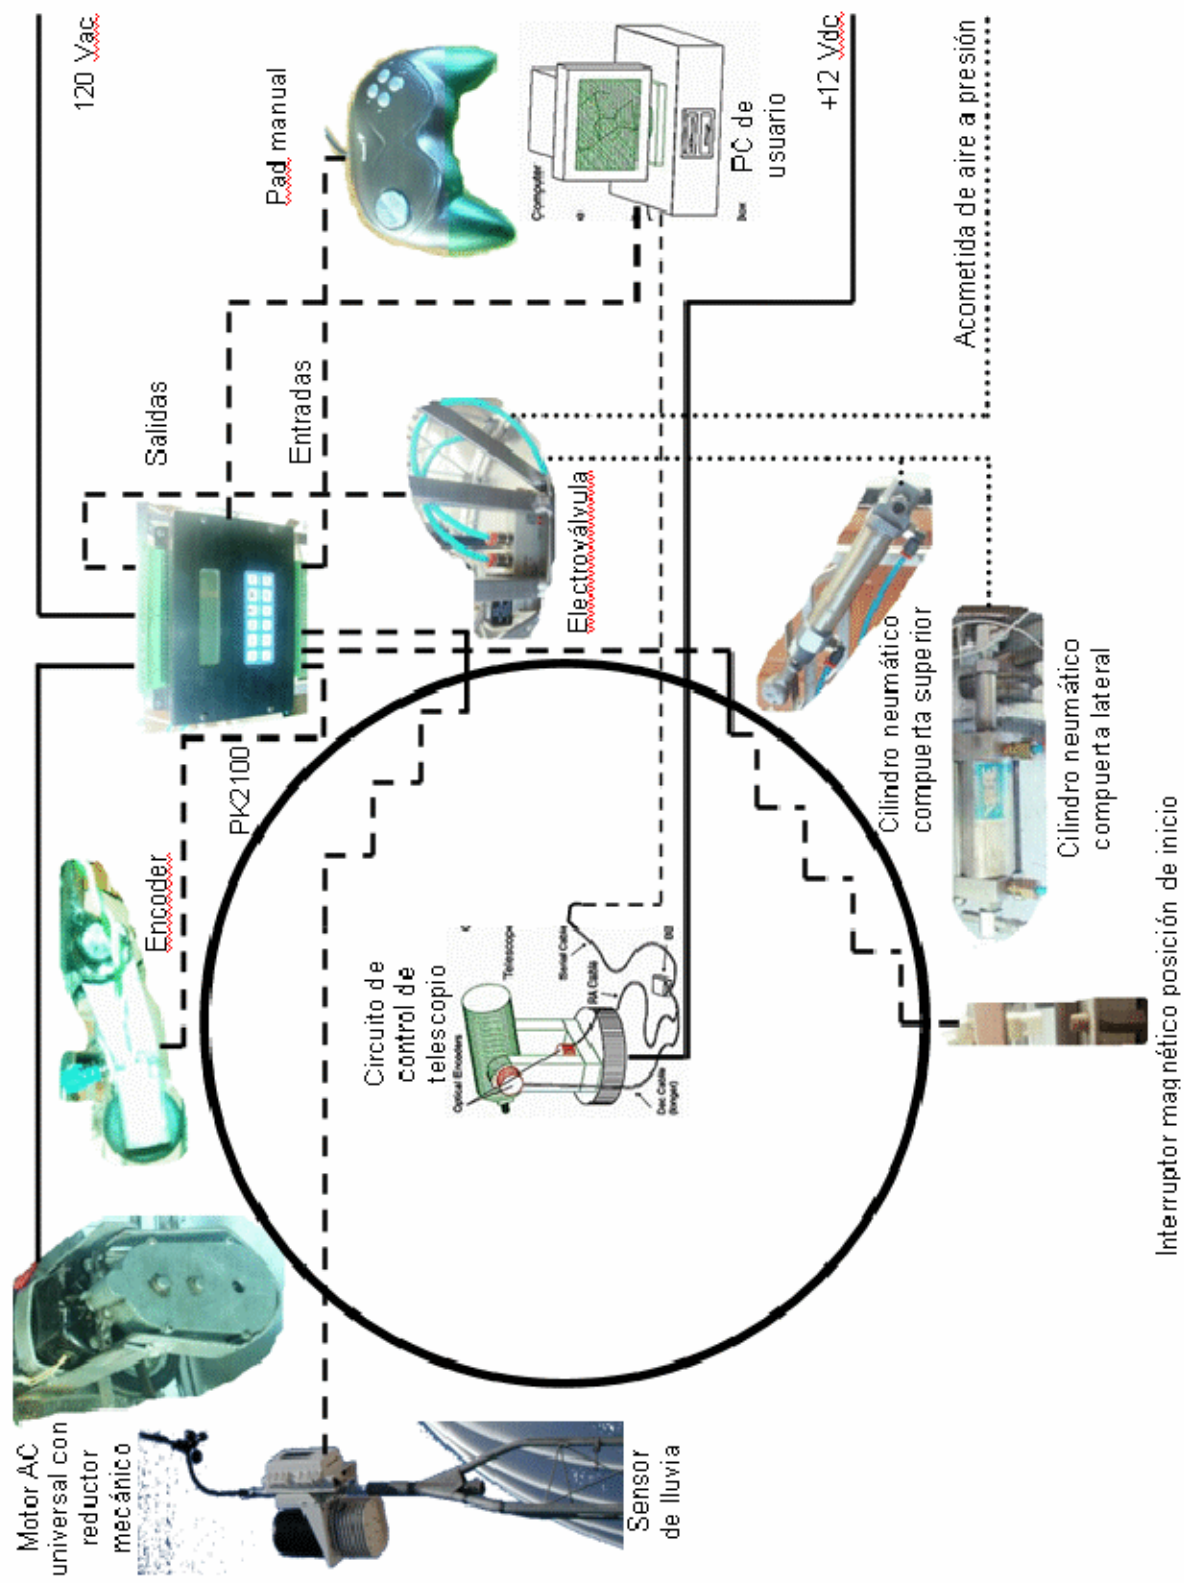 Motor AC
universal con
reductor
mecánico
Sensor
de lluvia
Encoder
PK2100
Salidas
Entradas
120 Vac
Pad manual
Computer
Box
PC de
usuario
+12 Vdc
Electroválvula
Acometida de aire a presión
Circuito de
control de
telescopio
Optical Encoders
Telescope
Serial Cable
RA Cable
BB
Dec Cable
(longer)
Cilindro neumático
compuerta superior
Cilindro neumático
compuerta lateral
Interruptor magnético posición de inicio